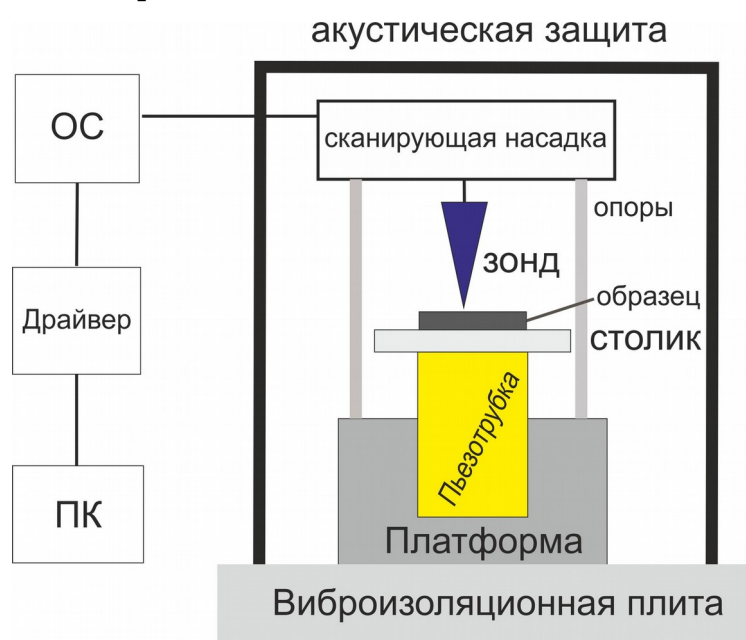 акустическая защита
ОС
сканирующая насадка
опоры
зонд
образец
столик
Драйвер
Пьезотрубка
ПК
Платформа
Виброизоляционная плита